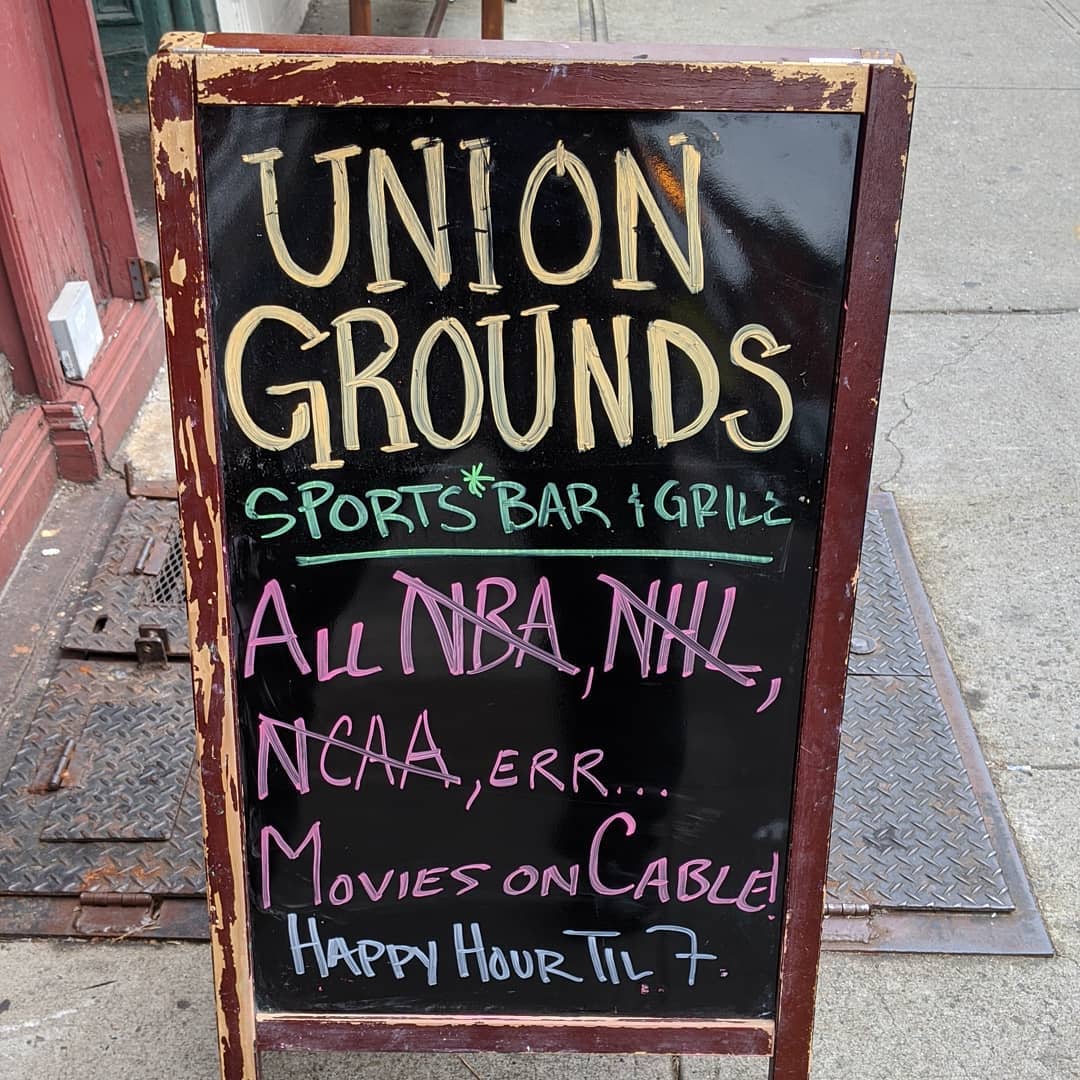 UNION
GROUNDS
SPORTS* BAR & GRILL
ALL NBA, NHL,
NCAA, ERR...
MOVIES ON CABLE!
HAPPY HOUR TIL 7